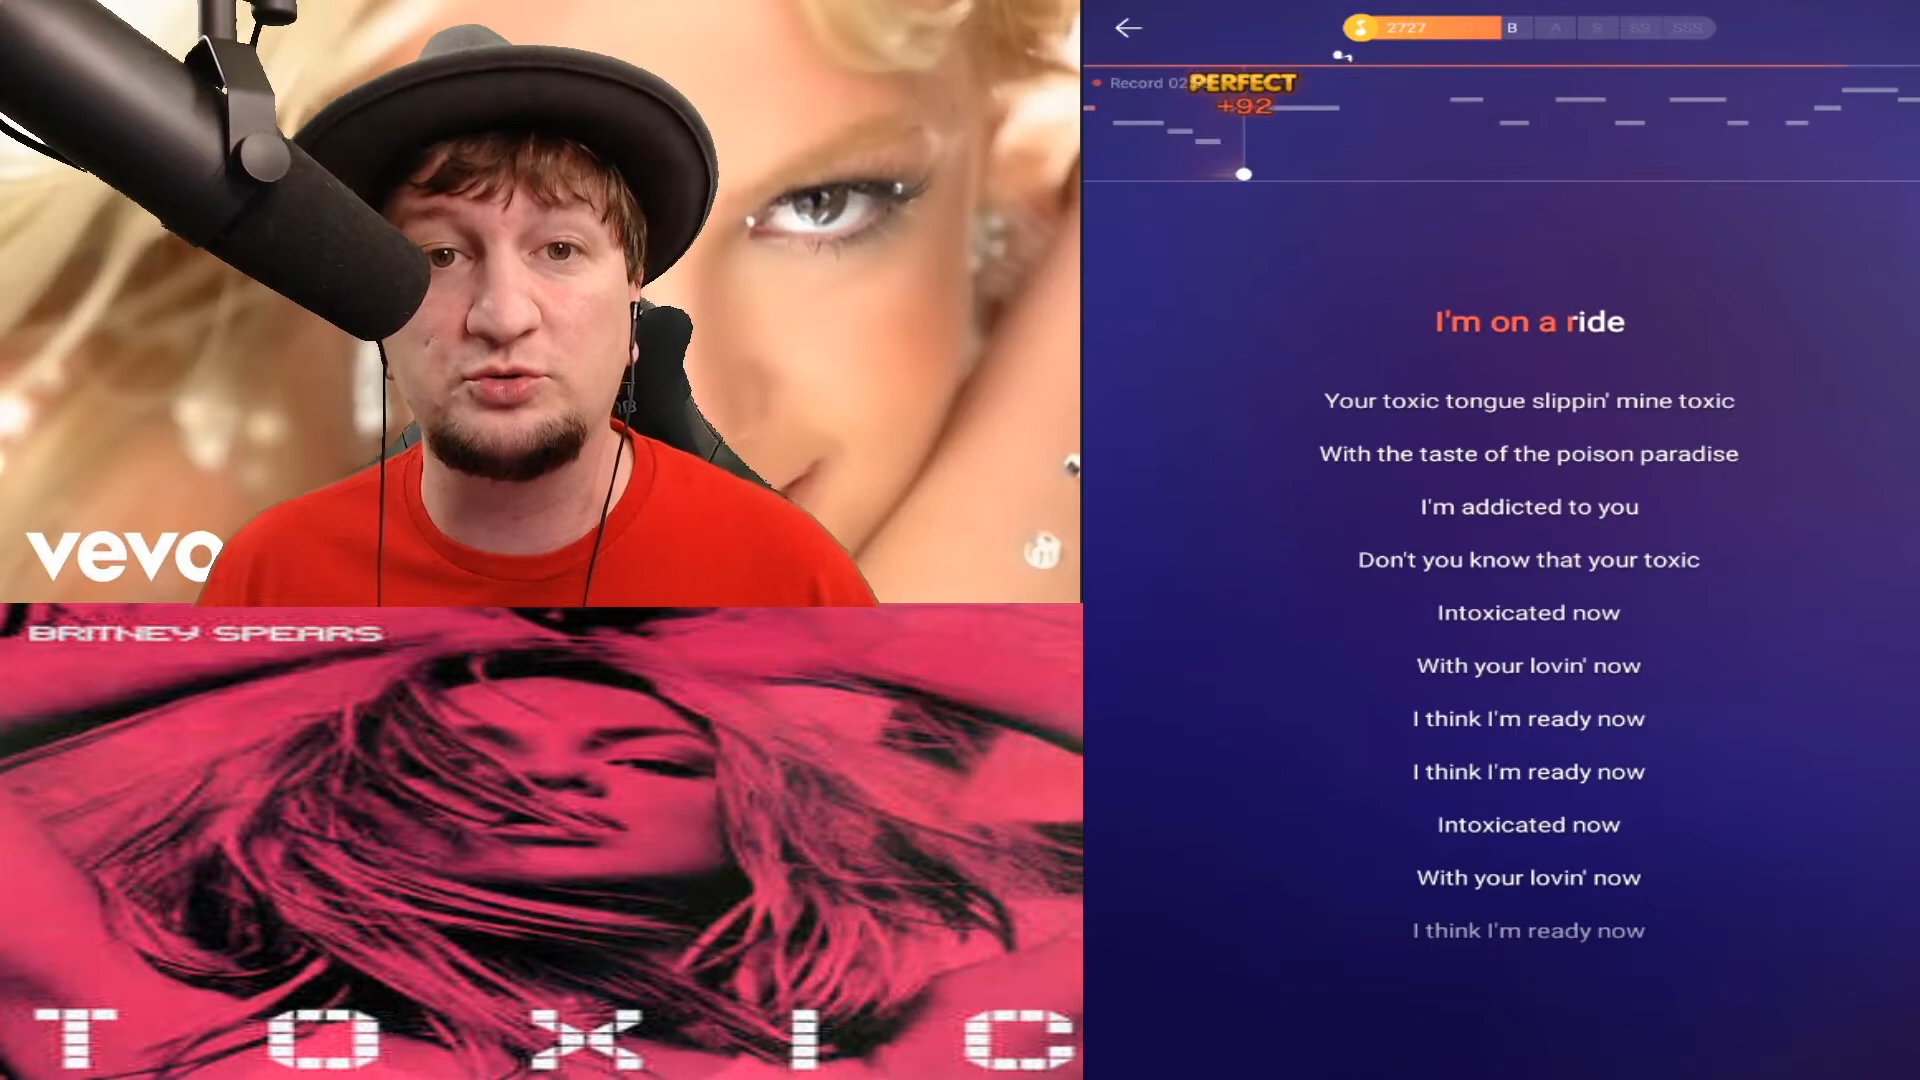 vevo
BRITNEY SPEARS
TOXIC
2727 B A S SS SSS
PERFECT
+92
I'm on a ride
Your toxic tongue slippin' mine toxic
With the taste of the poison paradise
I'm addicted to you
Don't you know that your toxic
Intoxicated now
With your lovin' now
I think I'm ready now
I think I'm ready now
Intoxicated now
With your lovin' now
I think I'm ready now